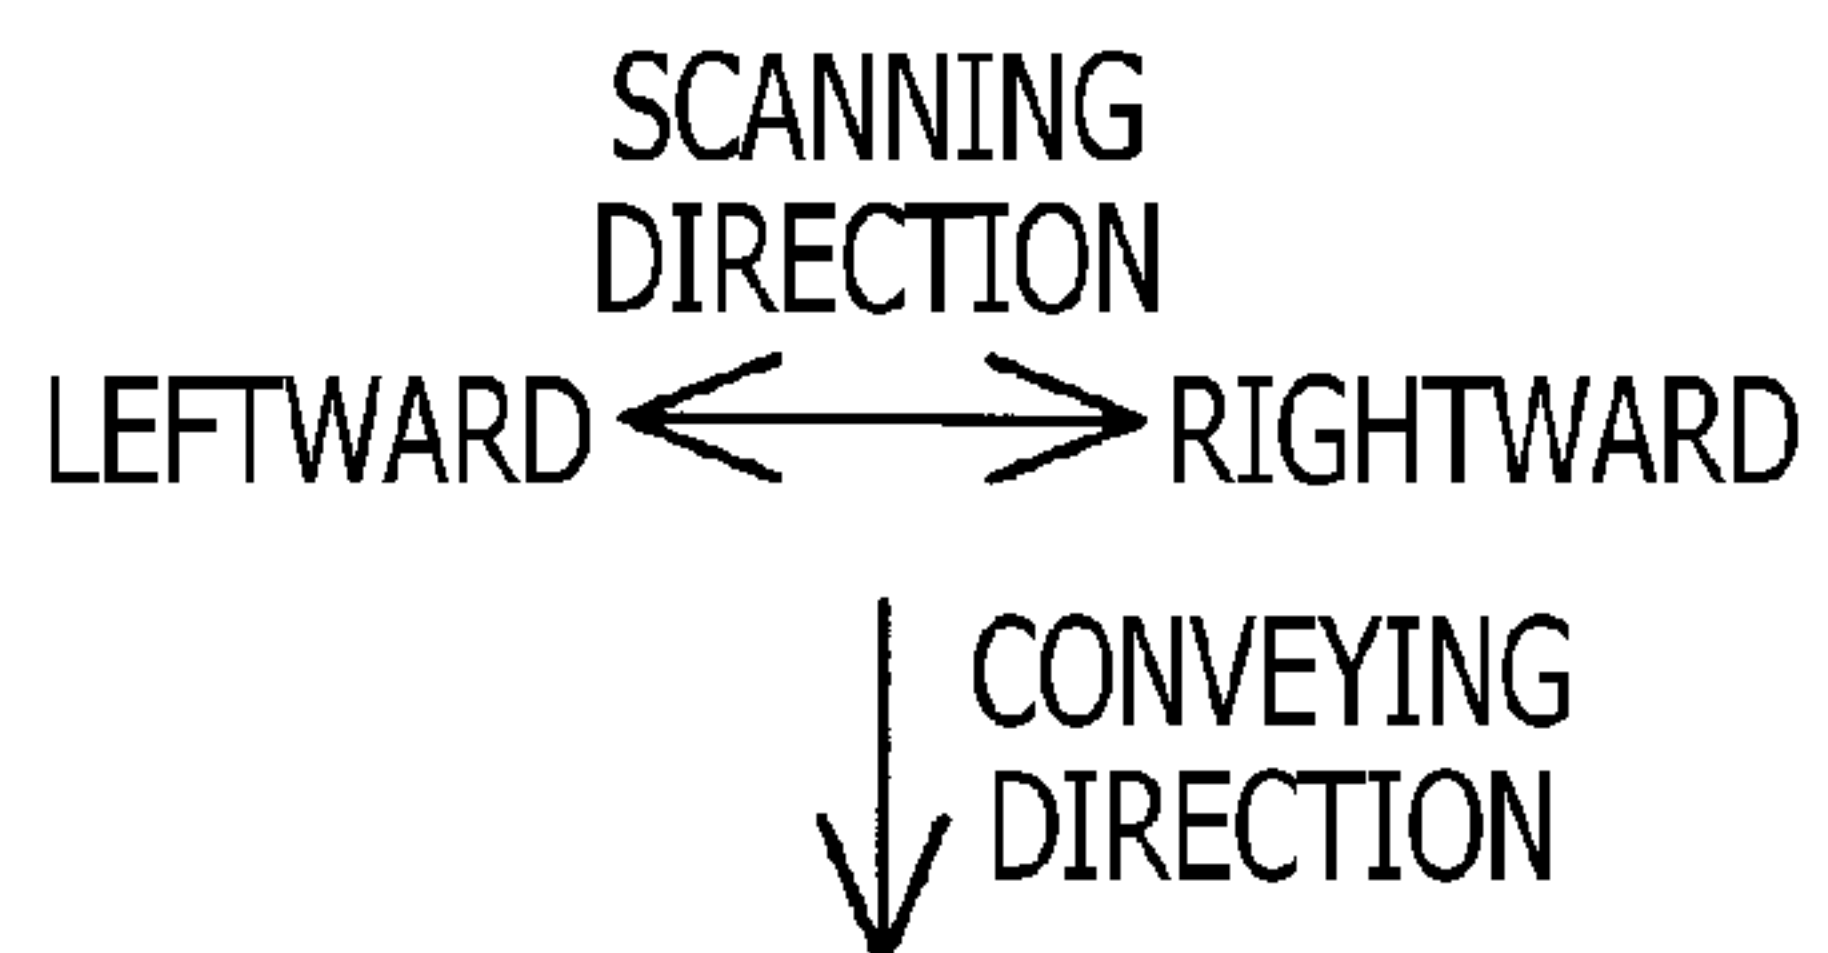 SCANNING
DIRECTION
LEFTWARD RIGHTWARD
CONVEYING
DIRECTION